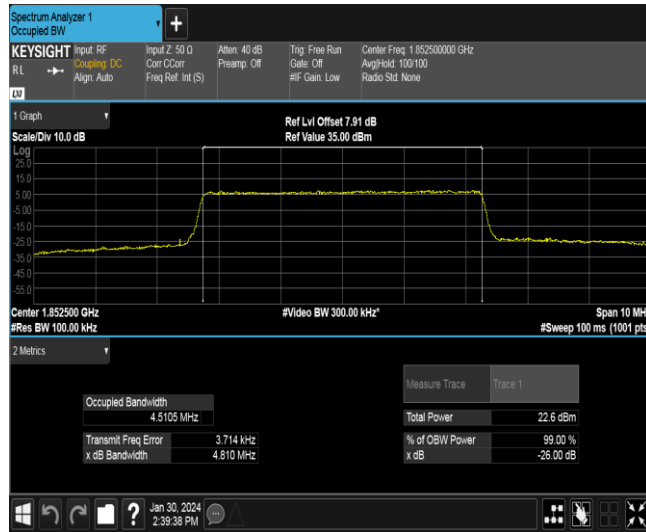 Spectrum Analyzer 1
Occupied BW
+
KEYSIGHT
RL
LXI
Input: RF
Coupling: DC
Align: Auto
Input Z: 50 Ω
Corr CCorr
Freq Ref: Int (S)
Atten: 40 dB
Preamp: Off
Trig: Free Run
Gate: Off
#IF Gain: Low
Center Freq: 1.852500000 GHz
Avg|Hold: 100/100
Radio Std: None
1 Graph
Scale/Div 10.0 dB
Ref Lvl Offset 7.91 dB
Ref Value 35.00 dBm
Log
25.0
15.0
5.00
-5.00
-15.0
-25.0
-35.0
-45.0
-55.0
Center 1.852500 GHz
#Res BW 100.00 kHz
#Video BW 300.00 kHz*
Span 10 MH
#Sweep 100 ms (1001 pts
2 Metrics
Measure Trace
Trace 1
Occupied Bandwidth
4.5105 MHz
Transmit Freq Error 3.714 kHz
x dB Bandwidth 4.810 MHz
Total Power 22.6 dBm
% of OBW Power 99.00 %
x dB -26.00 dB
?
Jan 30, 2024
2:39:38 PM